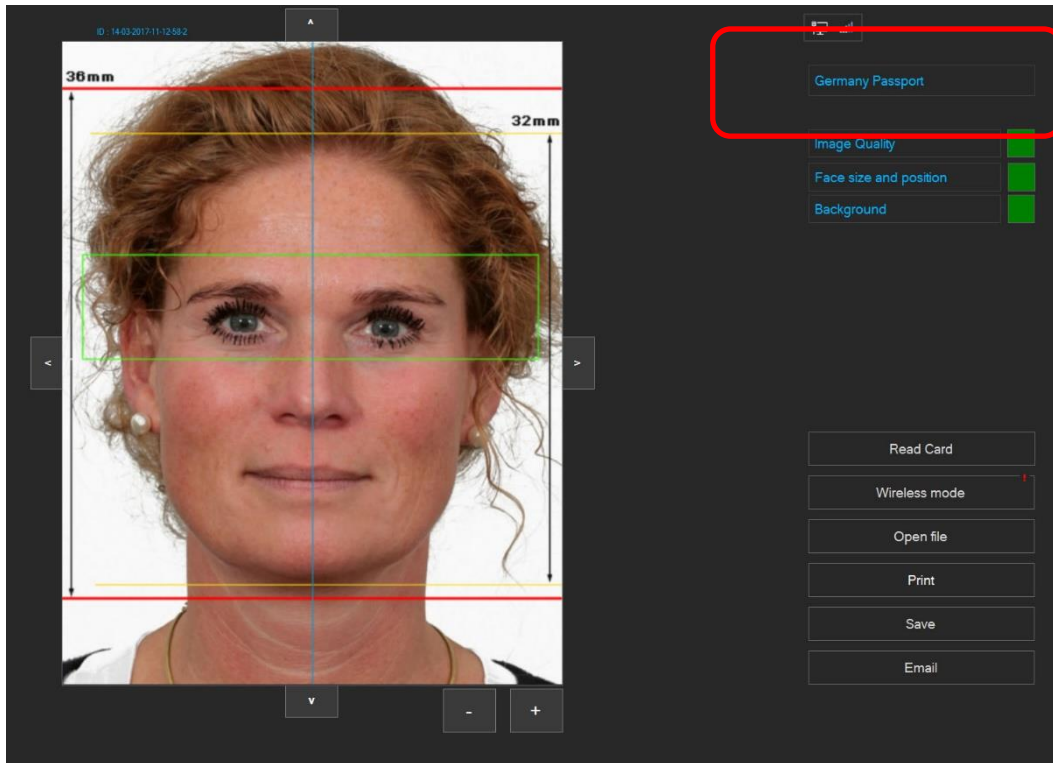 ID : 14-03-2017-11-12-58-2
^
36mm
32mm
<
>
v
-
+
Germany Passport
Image Quality
Face size and position
Background
Read Card
!
Wireless mode
Open file
Print
Save
Email